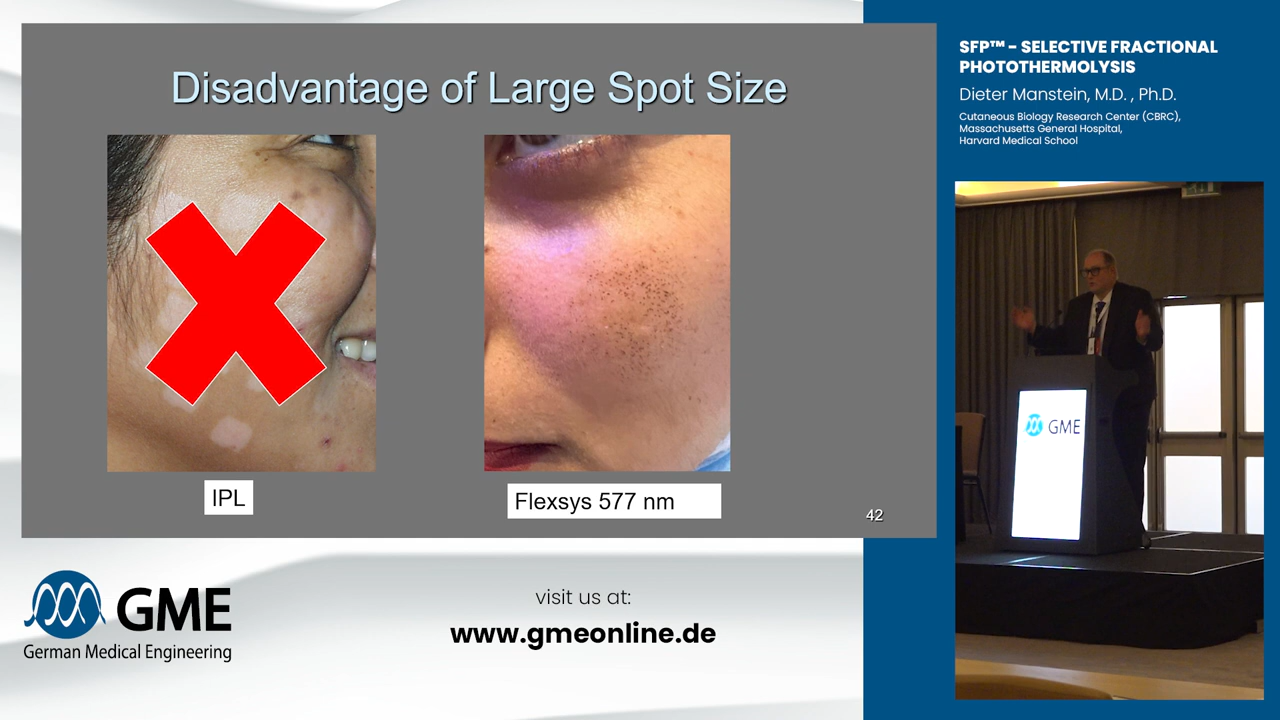 Disadvantage of Large Spot Size
IPL
Flexsys 577 nm
42
SFP™ - SELECTIVE FRACTIONAL
PHOTOTHERMOLYSIS
Dieter Manstein, M.D. , Ph.D.
Cutaneous Biology Research Center (CBRC),
Massachusetts General Hospital,
Harvard Medical School
GME
GME
German Medical Engineering
visit us at:
www.gmeonline.de